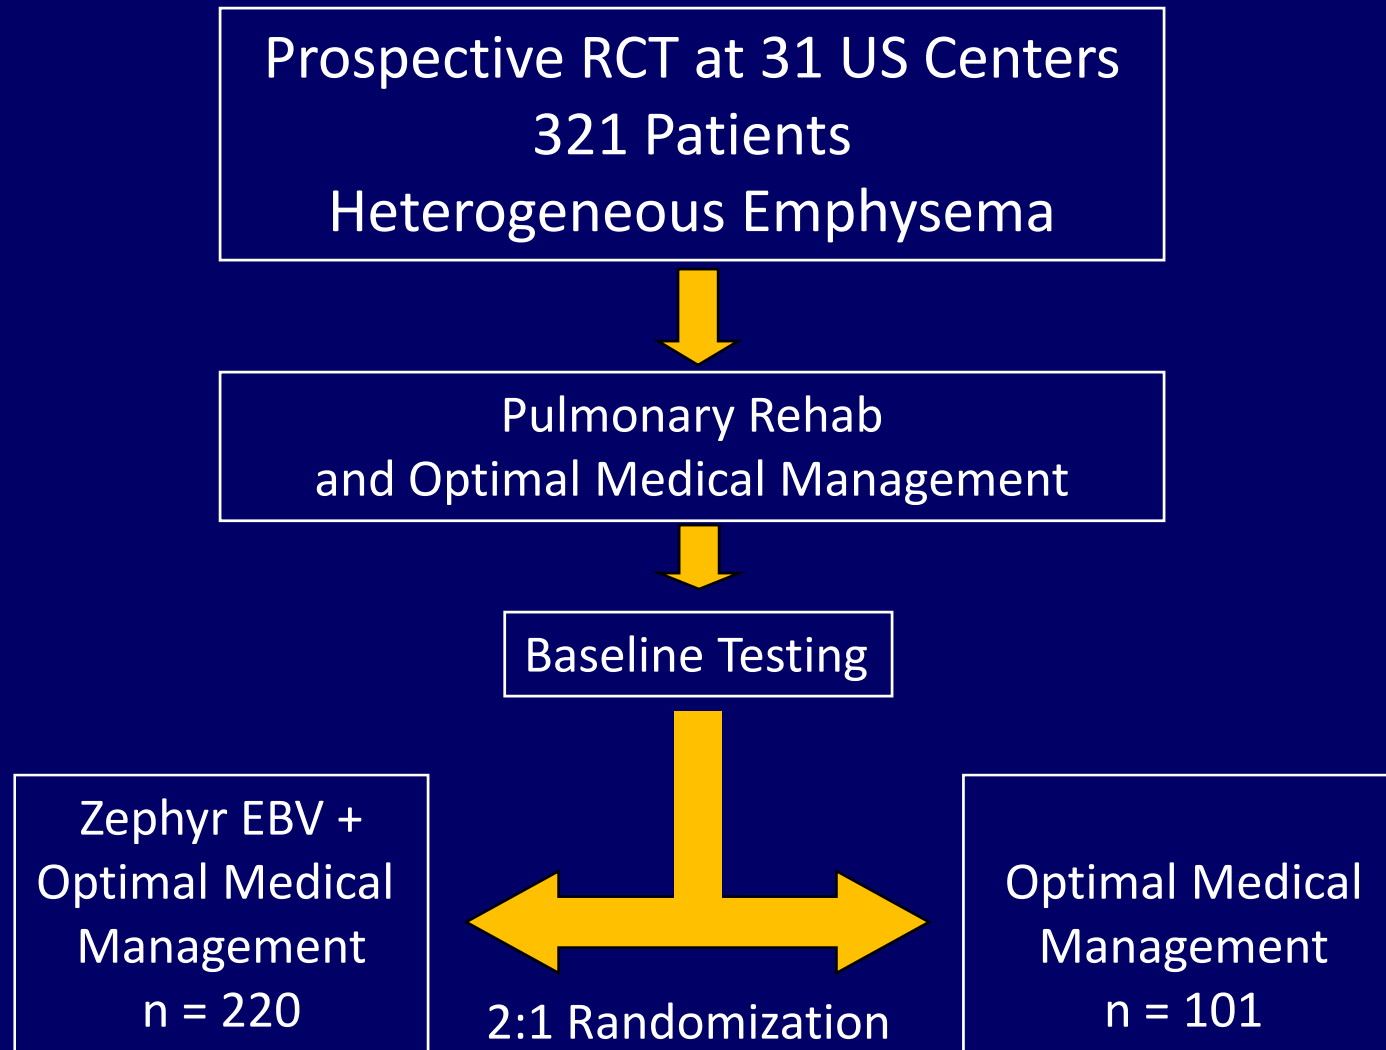 Prospective RCT at 31 US Centers
321 Patients
Heterogeneous Emphysema
Pulmonary Rehab
and Optimal Medical Management
Baseline Testing
Zephyr EBV +
Optimal Medical
Management
n = 220
2:1 Randomization
Optimal Medical
Management
n = 101